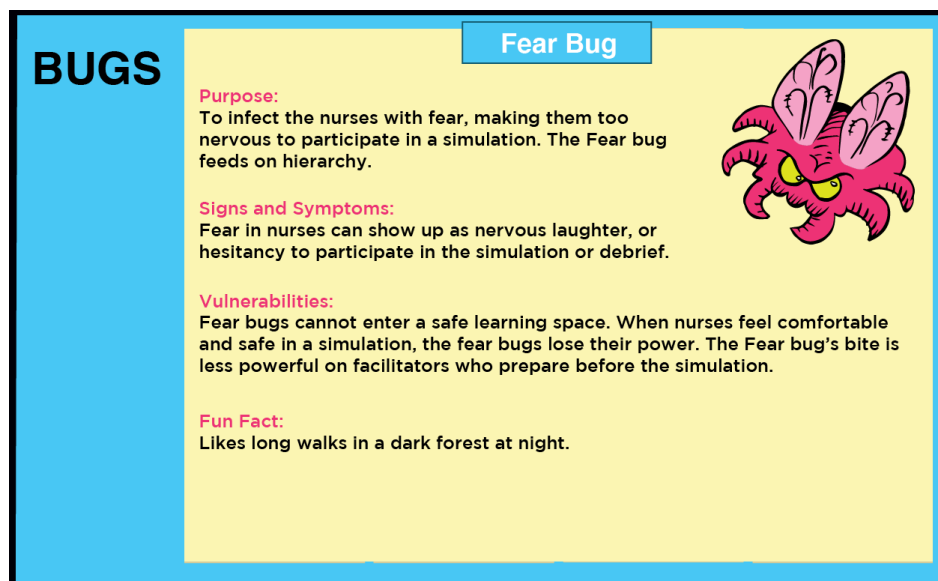 BUGS
Fear Bug
Purpose:
To infect the nurses with fear, making them too
nervous to participate in a simulation. The Fear bug
feeds on hierarchy.
Signs and Symptoms:
Fear in nurses can show up as nervous laughter, or
hesitancy to participate in the simulation or debrief.
Vulnerabilities:
Fear bugs cannot enter a safe learning space. When nurses feel comfortable
and safe in a simulation, the fear bugs lose their power. The Fear bug’s bite is
less powerful on facilitators who prepare before the simulation.
Fun Fact:
Likes long walks in a dark forest at night.